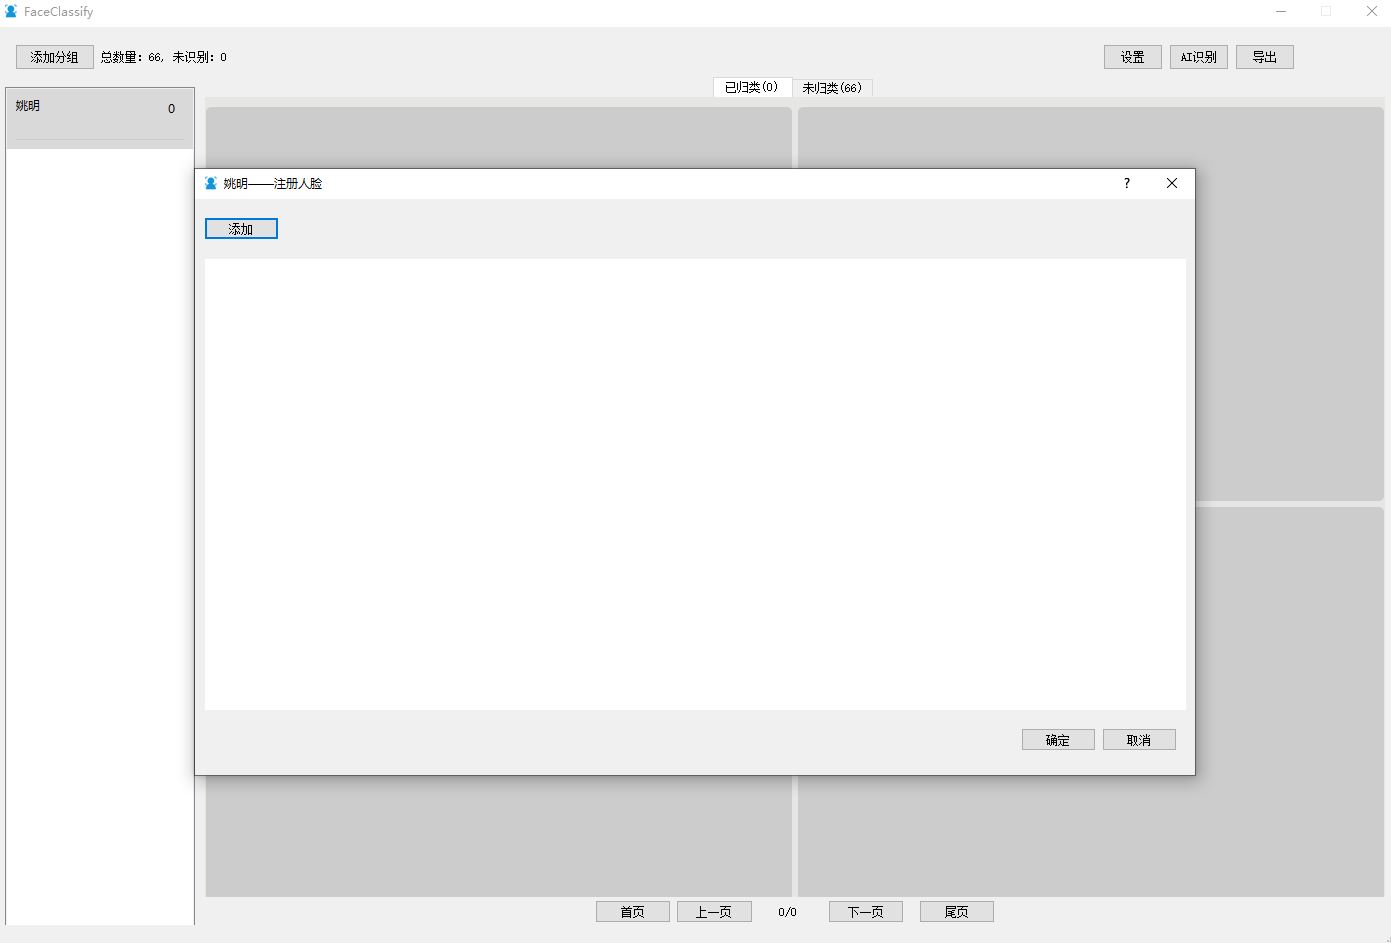 FaceClassify
添加分组 总数量: 66, 未识别: 0
设置 AI识别 导出
已归类(0) 未归类(66)
姚明 0
姚明——注册人脸 ?
添加
确定 取消
首页 上一页 0/0 下一页 尾页